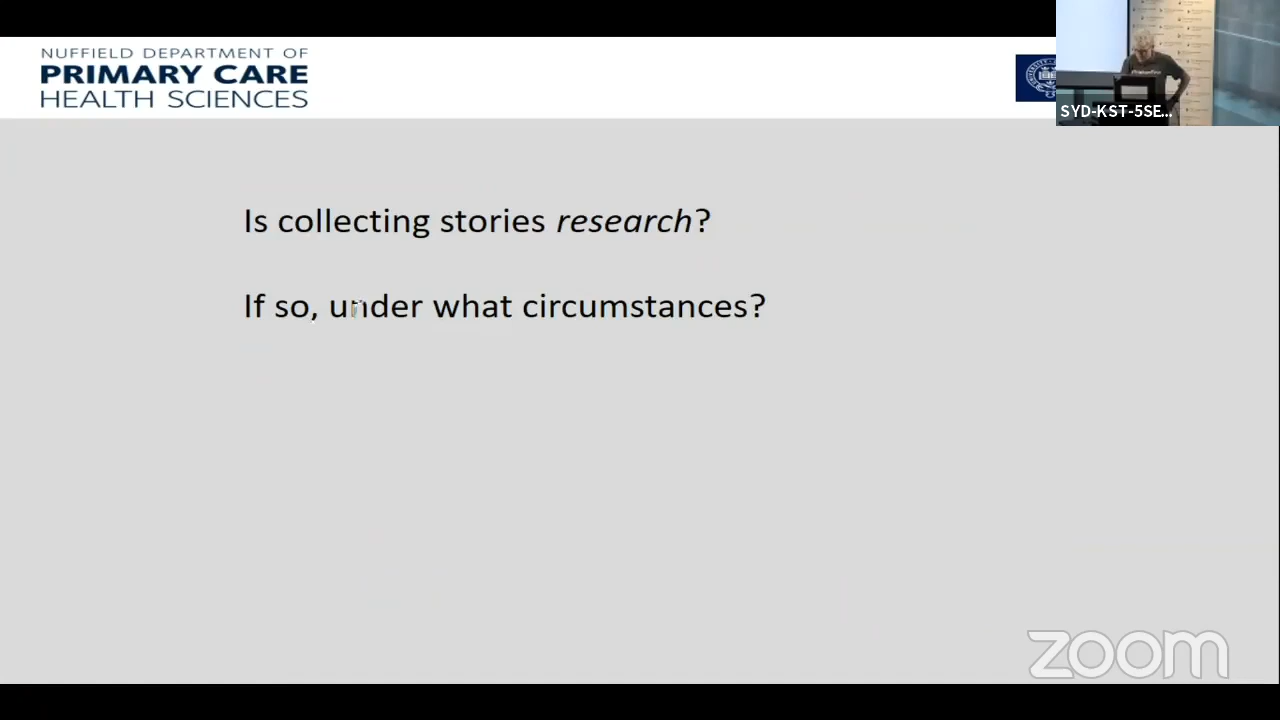 NUFFIELD DEPARTMENT OF
PRIMARY CARE
HEALTH SCIENCES
SYD-KST-5SE...
Is collecting stories research?
If so, under what circumstances?
zoom